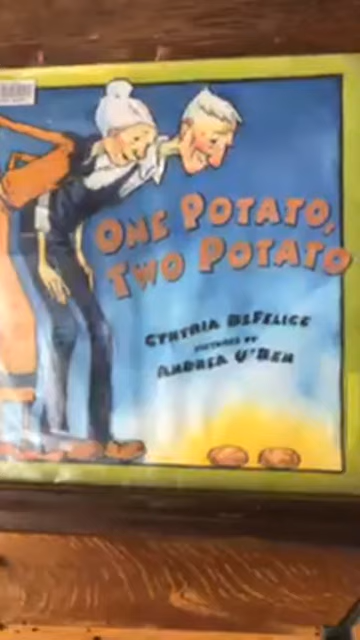 ONE POTATO,
TWO POTATO
CYNTHIA DEFELICE
PICTURES BY
ANDREA U'REN